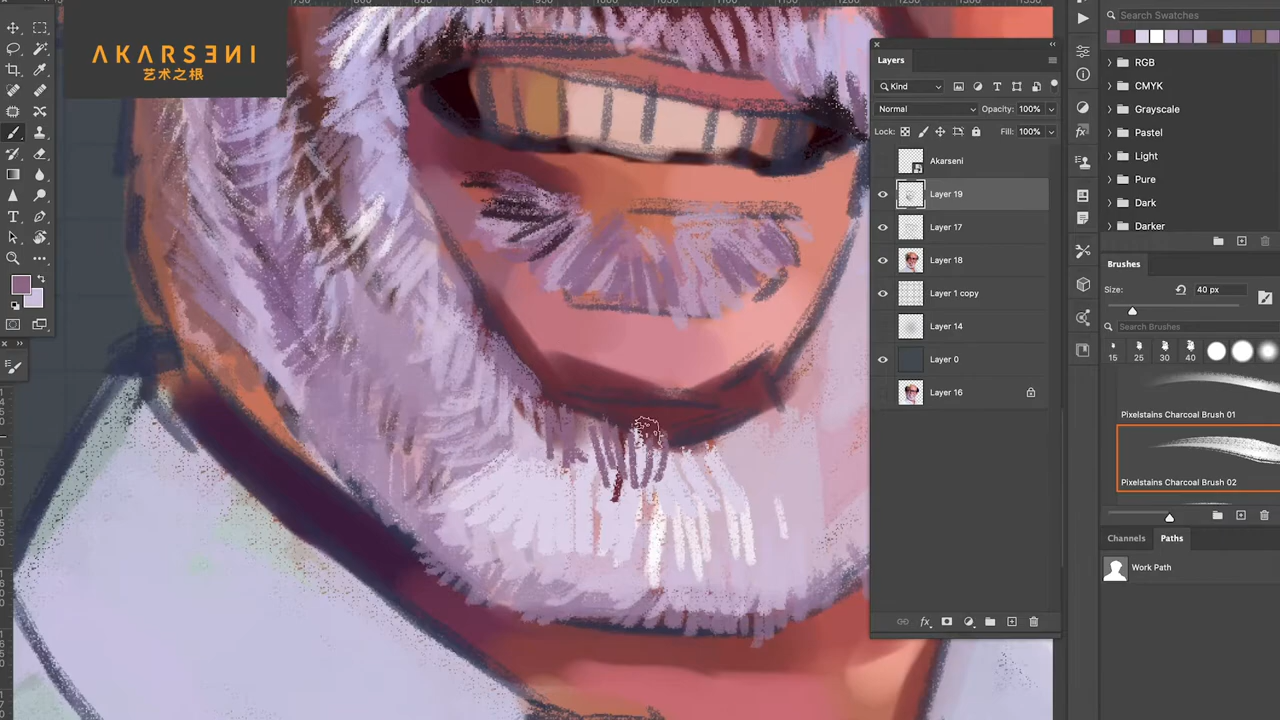 AKARSENI
艺术之根
Layers
Kind
Normal
Opacity: 100%
Lock:
Fill: 100%
Akarseni
Layer 19
Layer 17
Layer 18
Layer 1 copy
Layer 14
Layer 0
Layer 16
Search Swatches
RGB
CMYK
Grayscale
Pastel
Light
Pure
Dark
Darker
Brushes
Size:
40 px
Search Brushes
15
25
30
40
Pixelstains Charcoal Brush 01
Pixelstains Charcoal Brush 02
Channels
Paths
Work Path